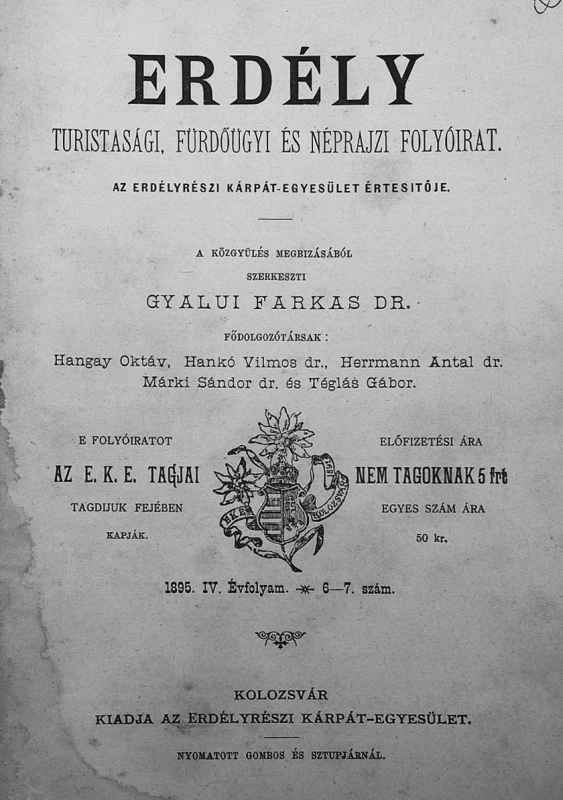 ERDÉLY
TURISTASÁGI, FÜRDŐÜGYI ÉS NÉPRAJZI FOLYÓIRAT.
AZ ERDÉLYRÉSZI KÁRPÁT-EGYESÜLET ÉRTESITŐJE.
A KÖZGYÜLÉS MEGBIZÁSÁBÓL
SZERKESZTI
GYALUI FARKAS DR.
FŐDOLGOZÓTÁRSAK:
Hangay Oktáv, Hankó Vilmos dr., Herrmann Antal dr.
Márki Sándor dr. és Téglás Gábor.
E FOLYÓIRATOT
AZ E. K. E. TAGJAI
TAGDIJUK FEJÉBEN
KAPJÁK.
EKE
1891
KOLOZSVÁR
ELŐFIZETÉSI ÁRA
NEM TAGOKNAK 5 frt
EGYES SZÁM ÁRA
50 kr.
1895. IV. Évfolyam. 6—7. szám.
KOLOZSVÁR
KIADJA AZ ERDÉLYRÉSZI KÁRPÁT-EGYESÜLET.
NYOMATOTT GOMBOS ÉS SZTUPJÁRNÁL.